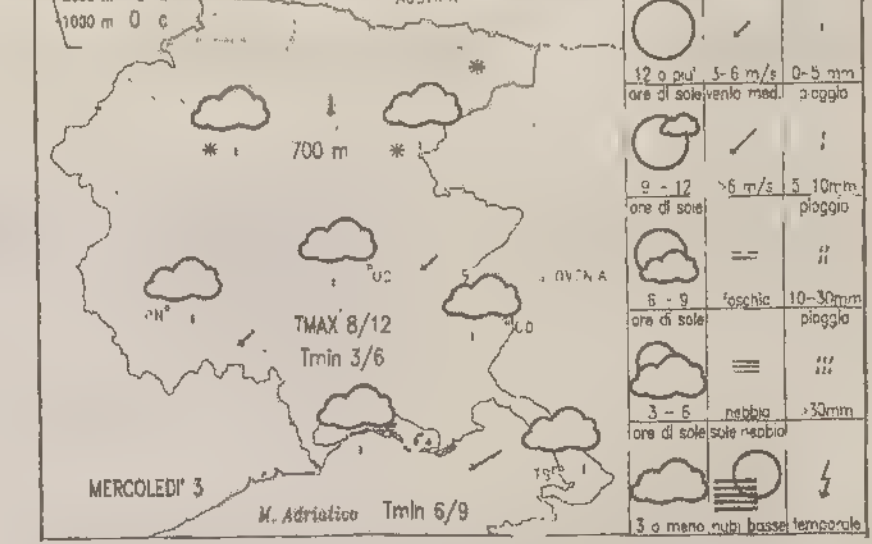 1000 m 0 c
700 m
UD
PN
TMAX 8/12
Tmin 3/6
MERCOLEDI' 3
M. Adriatico
Tmin 6/9
TS
12 o piu' 3-6 m/s 0-5 mm
ore di sole vento med. pioggia
9 - 12 >6 m/s 5-10mm
ore di sole pioggia
6 - 9 foschia 10-30mm
ore di sole pioggia
3 - 6 nebbia >30mm
ore di sole sole nebbia
3 o meno nubi basse temporale